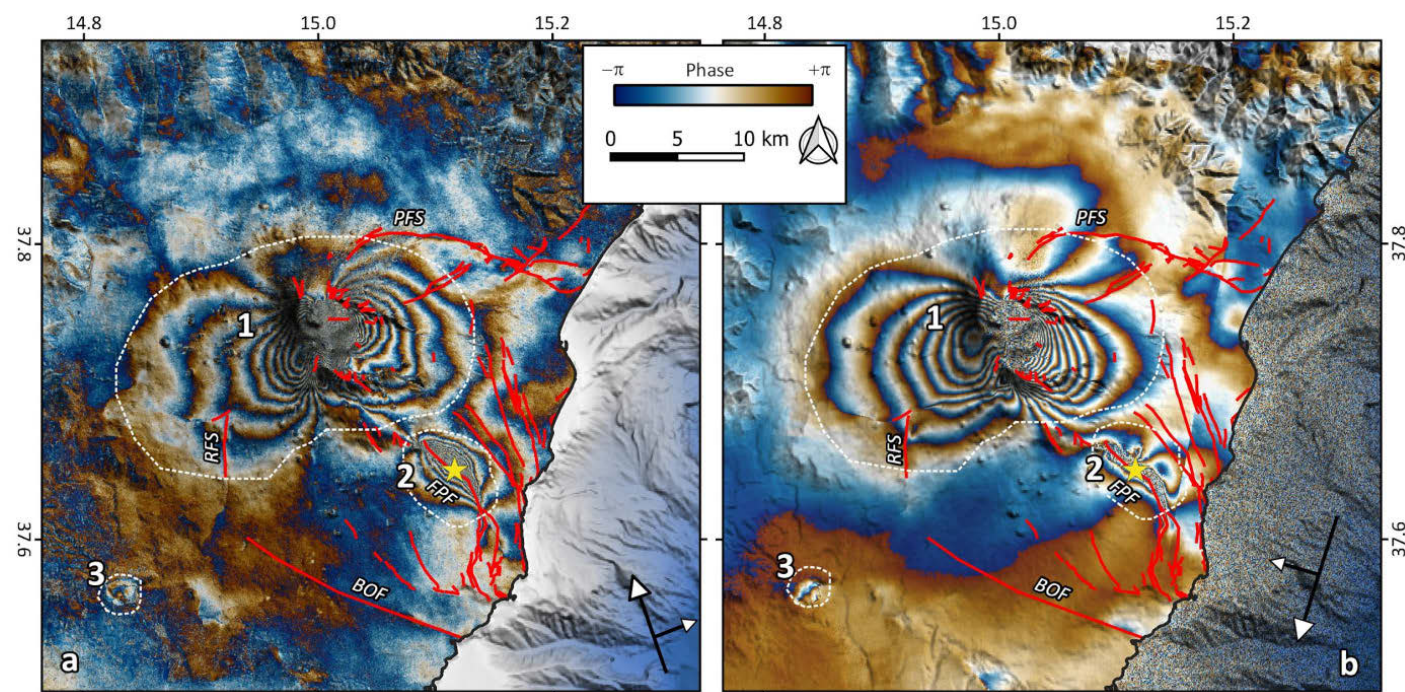 14.8 15.0 15.2 14.8 15.0 15.2
−π Phase +π
0 5 10 km
37.8 37.8
37.6 37.6
PFS PFS
1 1
RFS RFS
2 2
FPF FPF
3 3
BOF BOF
a b